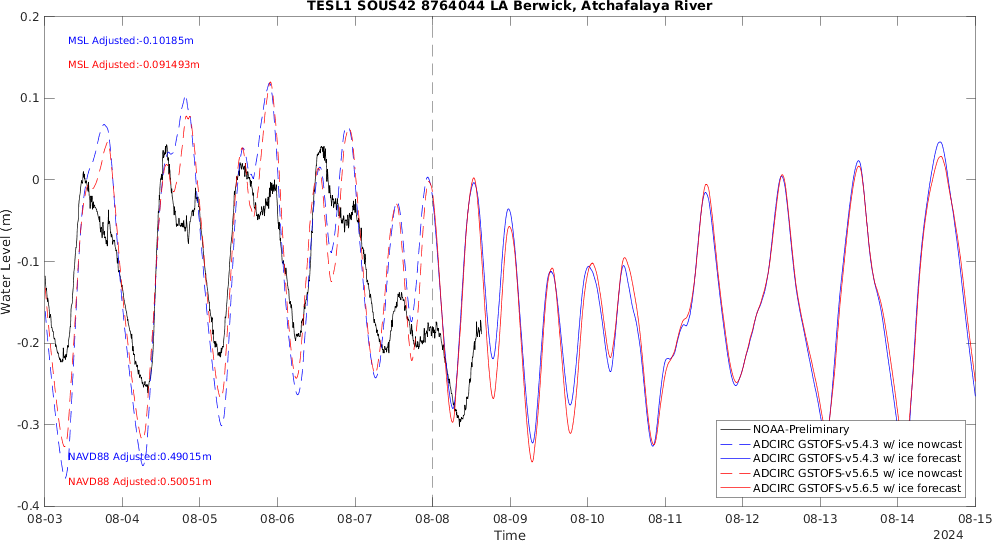 TESL1 SOUS42 8764044 LA Berwick, Atchafalaya River
0.2
0.1
0
-0.1
-0.2
-0.3
-0.4
Water Level (m)
MSL Adjusted:-0.10185m
MSL Adjusted:-0.091493m
NAVD88 Adjusted:0.49015m
NAVD88 Adjusted:0.50051m
NOAA-Preliminary
ADCIRC GSTOFS-v5.4.3 w/ ice nowcast
ADCIRC GSTOFS-v5.4.3 w/ ice forecast
ADCIRC GSTOFS-v5.6.5 w/ ice nowcast
ADCIRC GSTOFS-v5.6.5 w/ ice forecast
08-03 08-04 08-05 08-06 08-07 08-08 08-09 08-10 08-11 08-12 08-13 08-14 08-15
Time
2024